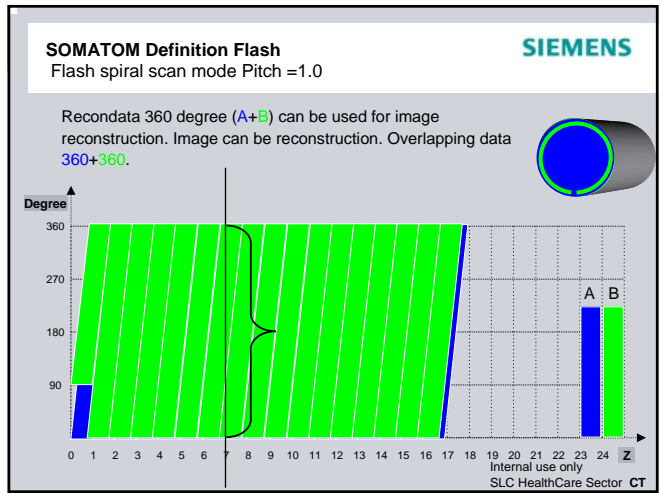 SOMATOM Definition Flash
SIEMENS
Flash spiral scan mode Pitch =1.0
Recondata 360 degree (A+B) can be used for image
reconstruction. Image can be reconstruction. Overlapping data
360+360.
Degree
360
270
180
90
A B
0 1 2 3 4 5 6 7 8 9 10 11 12 13 14 15 16 17 18 19 20 21 22 23 24 Z
Internal use only
SLC HealthCare Sector CT